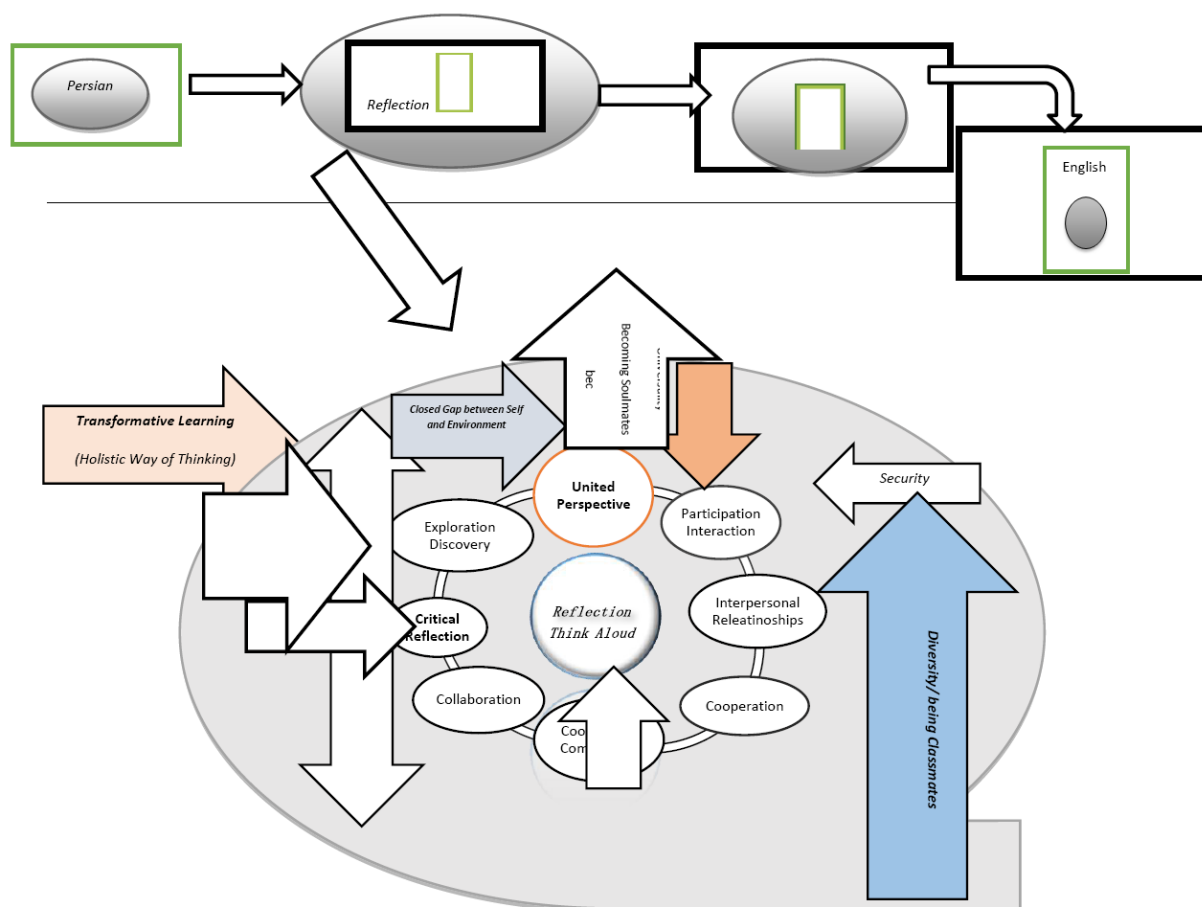 Persian
Reflection
English
Becoming Soulmates
bec
Transformative Learning
(Holistic Way of Thinking)
Closed Gap between Self
and Environment
Security
United
Perspective
Participation
Interaction
Exploration
Discovery
Interpersonal
Releatinoships
Reflection
Think Aloud
Critical
Reflection
Collaboration
Cooperation
Diversity/ being Classmates